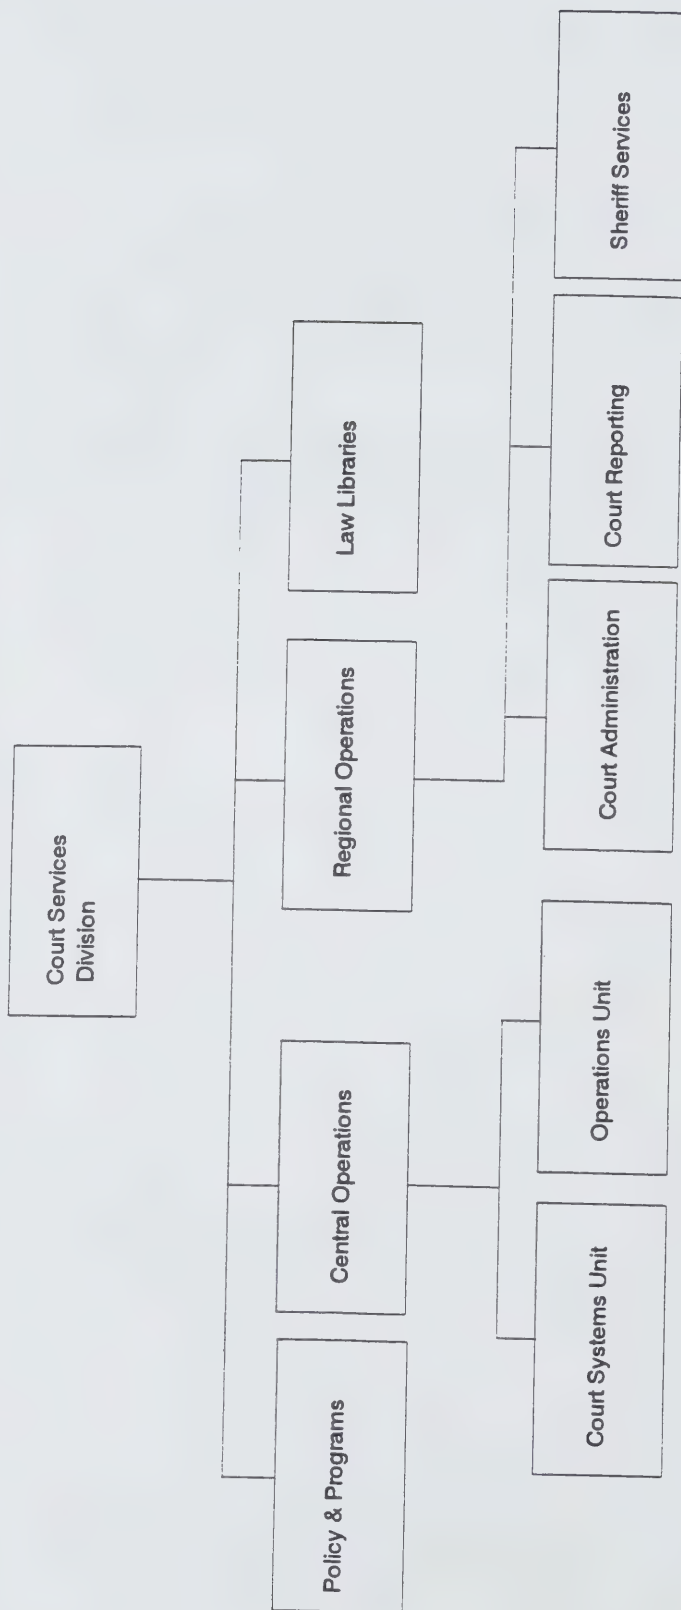 Court Services
Division
Policy & Programs
Central Operations
Regional Operations
Law Libraries
Court Systems Unit
Operations Unit
Court Administration
Court Reporting
Sheriff Services